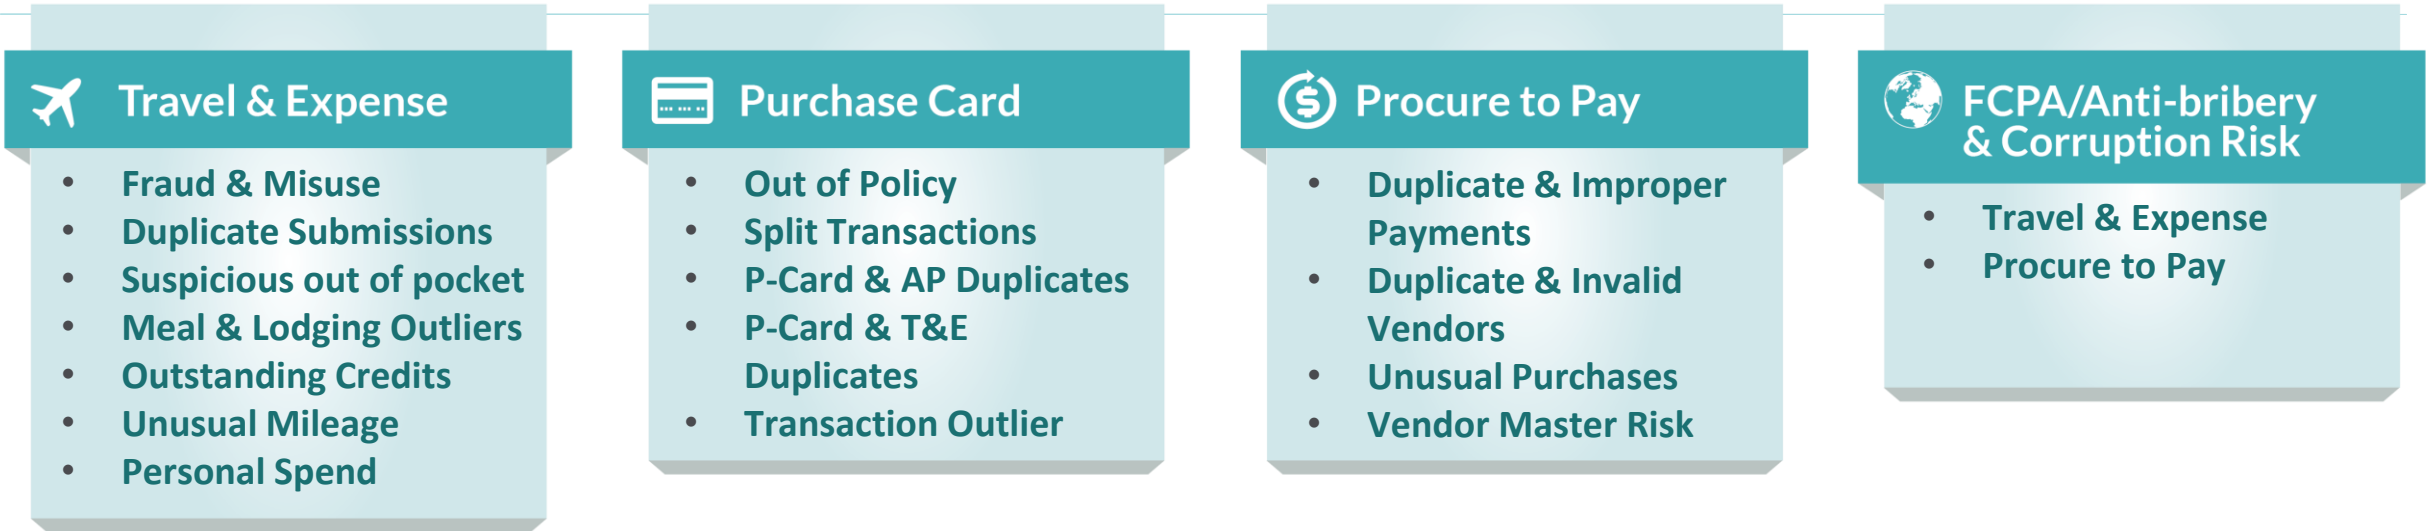 Travel & Expense
• Fraud & Misuse
• Duplicate Submissions
• Suspicious out of pocket
• Meal & Lodging Outliers
• Outstanding Credits
• Unusual Mileage
• Personal Spend
Purchase Card
• Out of Policy
• Split Transactions
• P-Card & AP Duplicates
• P-Card & T&E
Duplicates
• Transaction Outlier
Procure to Pay
• Duplicate & Improper
Payments
• Duplicate & Invalid
Vendors
• Unusual Purchases
• Vendor Master Risk
FCPA/Anti-bribery
& Corruption Risk
• Travel & Expense
• Procure to Pay